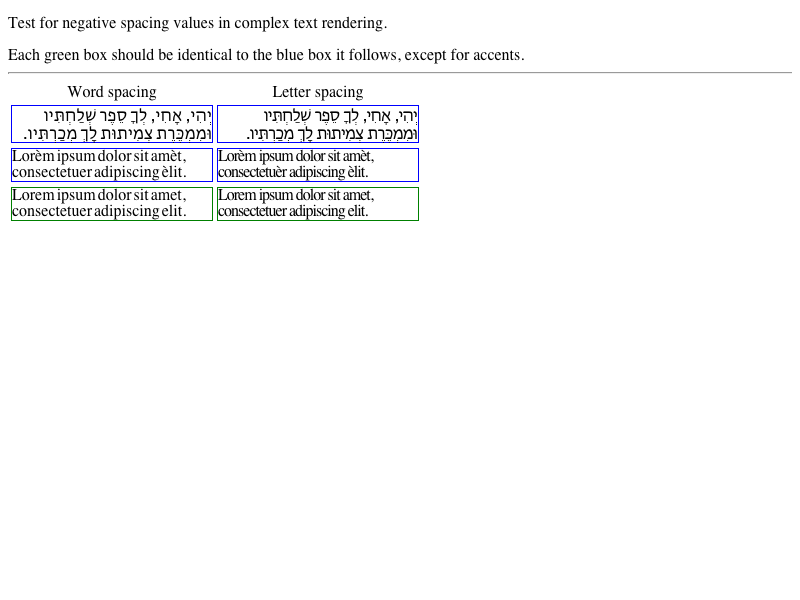 Test for negative spacing values in complex text rendering.
Each green box should be identical to the blue box it follows, except for accents.
Word spacing
Letter spacing
יְהִי, אָחִי, לְךָ סֵפֶר שְׁלַחְתִּיו
וּמִמִּכֶּרֶת צְמִיתוּת לָךְ מְכַרְתִּיו.
יְהִי, אָחִי, לְךָ סֵפֶר שְׁלַחְתִּיו
וּמִמִּכֶּרֶת צְמִיתוּת לָךְ מְכַרְתִּיו.
Lorèm ipsum dolor sit amèt,
consectetuer adipiscing èlit.
Lorèm ipsum dolor sit amèt,
consectetuèr adipiscing èlit.
Lorem ipsum dolor sit amet,
consectetuer adipiscing elit.
Lorem ipsum dolor sit amet,
consectetuer adipiscing elit.